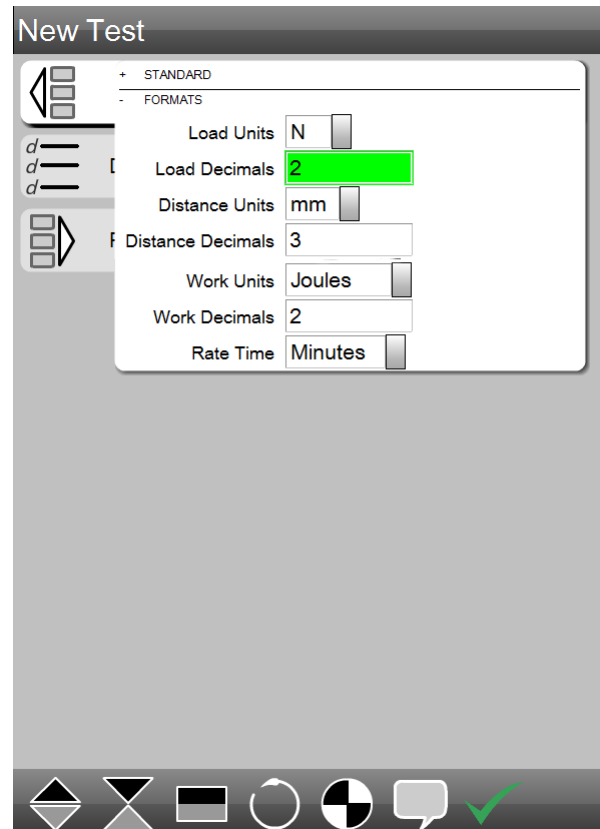 New Test
+ STANDARD
- FORMATS
Load Units N
d
d
d
D
Load Decimals 2
Distance Units mm
F
Distance Decimals 3
Work Units Joules
Work Decimals 2
Rate Time Minutes